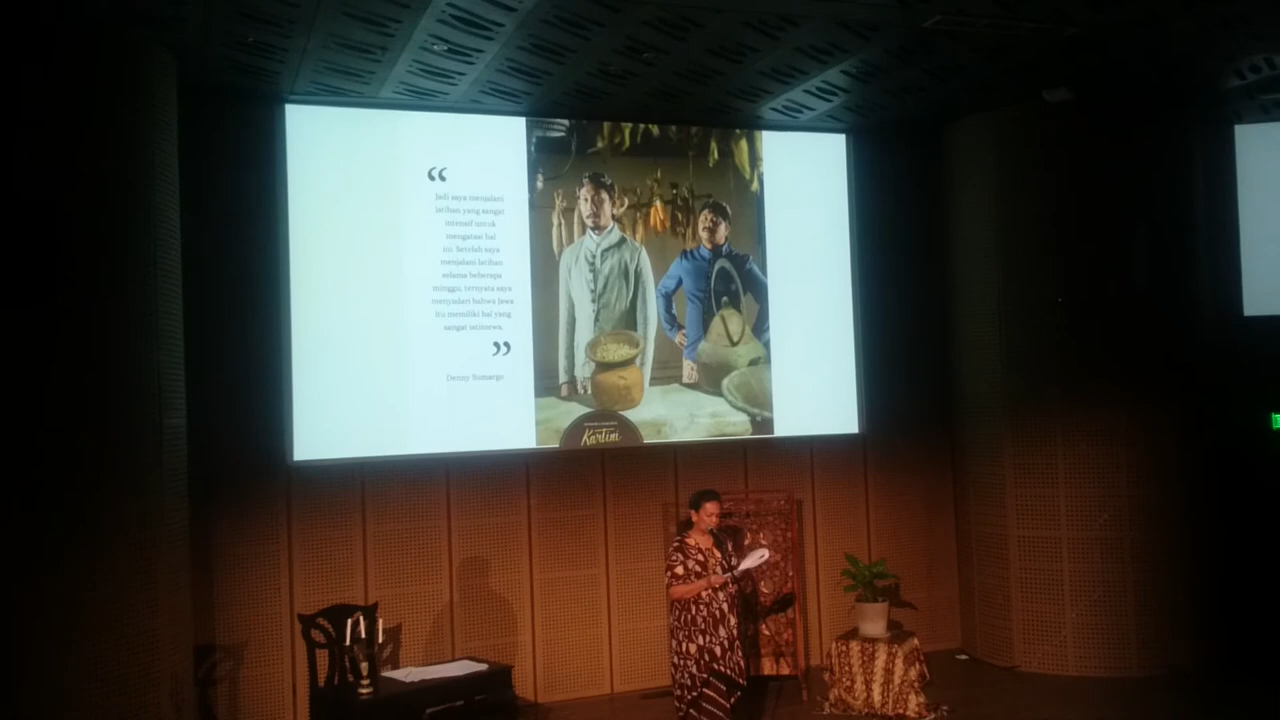 “
Jadi saya menjalani
latihan yang sangat
intensif untuk
mengatasi hal
ini. Setelah saya
menjalani latihan
selama beberapa
minggu, ternyata saya
menyadari bahwa Jawa
itu memiliki hal yang
sangat istimewa.
”
Denny Sumargo
Kartini